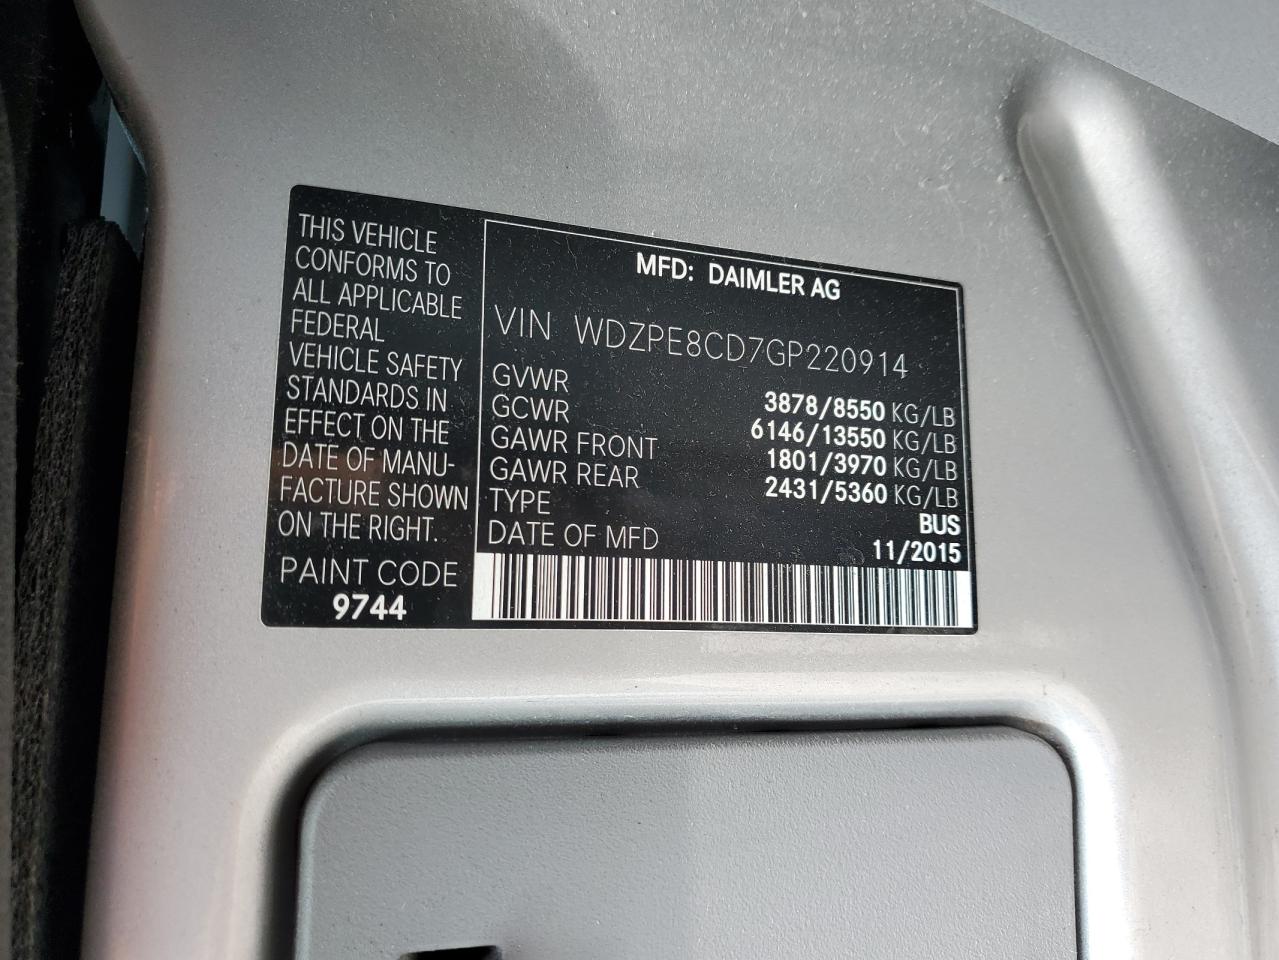 THIS VEHICLE
CONFORMS TO
ALL APPLICABLE
FEDERAL
VEHICLE SAFETY
STANDARDS IN
EFFECT ON THE
DATE OF MANU-
FACTURE SHOWN
ON THE RIGHT.
PAINT CODE
9744
MFD: DAIMLER AG
VIN WDZPE8CD7GP220914
GVWR 3878/8550 KG/LB
GCWR 6146/13550 KG/LB
GAWR FRONT 1801/3970 KG/LB
GAWR REAR 2431/5360 KG/LB
TYPE BUS
DATE OF MFD 11/2015